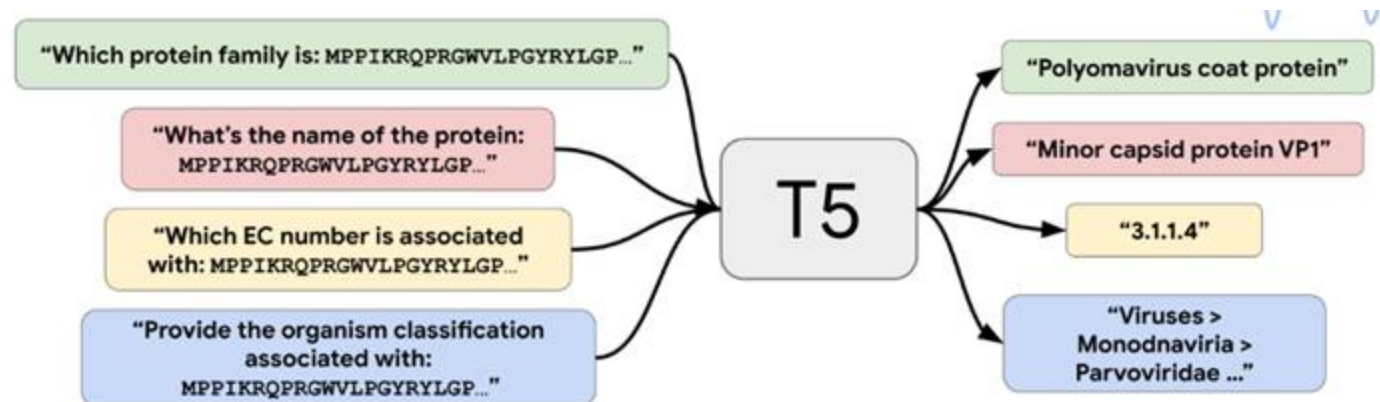 “Which protein family is: MPPIKRQPRGWVLPGYRYLGP…”
“What’s the name of the protein:
MPPIKRQPRGWVLPGYRYLGP…”
“Which EC number is associated
with: MPPIKRQPRGWVLPGYRYLGP…”
“Provide the organism classification
associated with:
MPPIKRQPRGWVLPGYRYLGP…”
T5
“Polyomavirus coat protein”
“Minor capsid protein VP1”
“3.1.1.4”
“Viruses >
Monodnaviria >
Parvoviridae …”